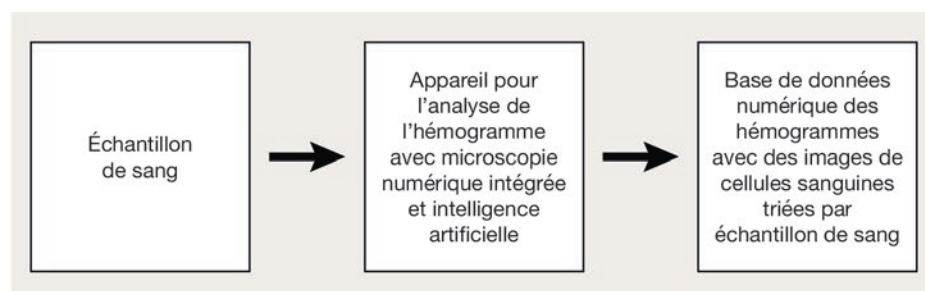 Échantillon
de sang
Appareil pour
l'analyse de
l'hémogramme
avec microscopie
numérique intégrée
et intelligence
artificielle
Base de données
numérique des
hémogrammes
avec des images de
cellules sanguines
triées par
échantillon de sang